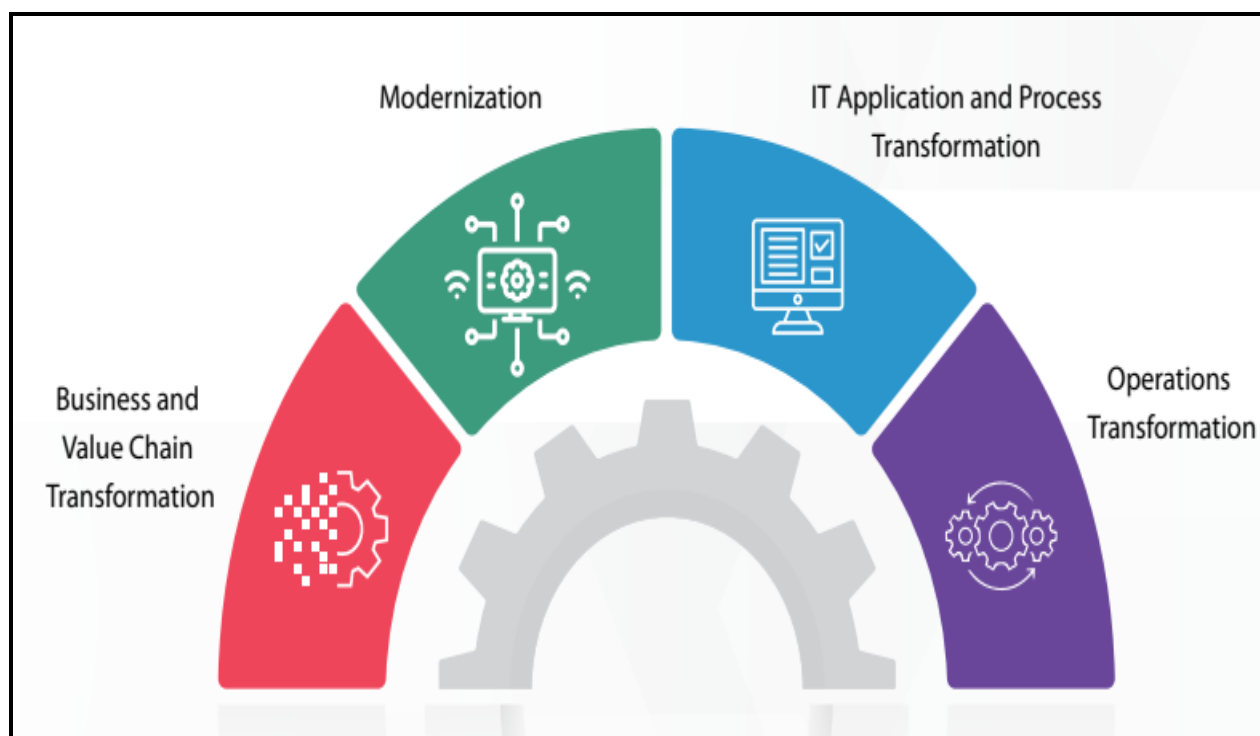 Modernization
IT Application and Process
Transformation
Business and
Value Chain
Transformation
Operations
Transformation